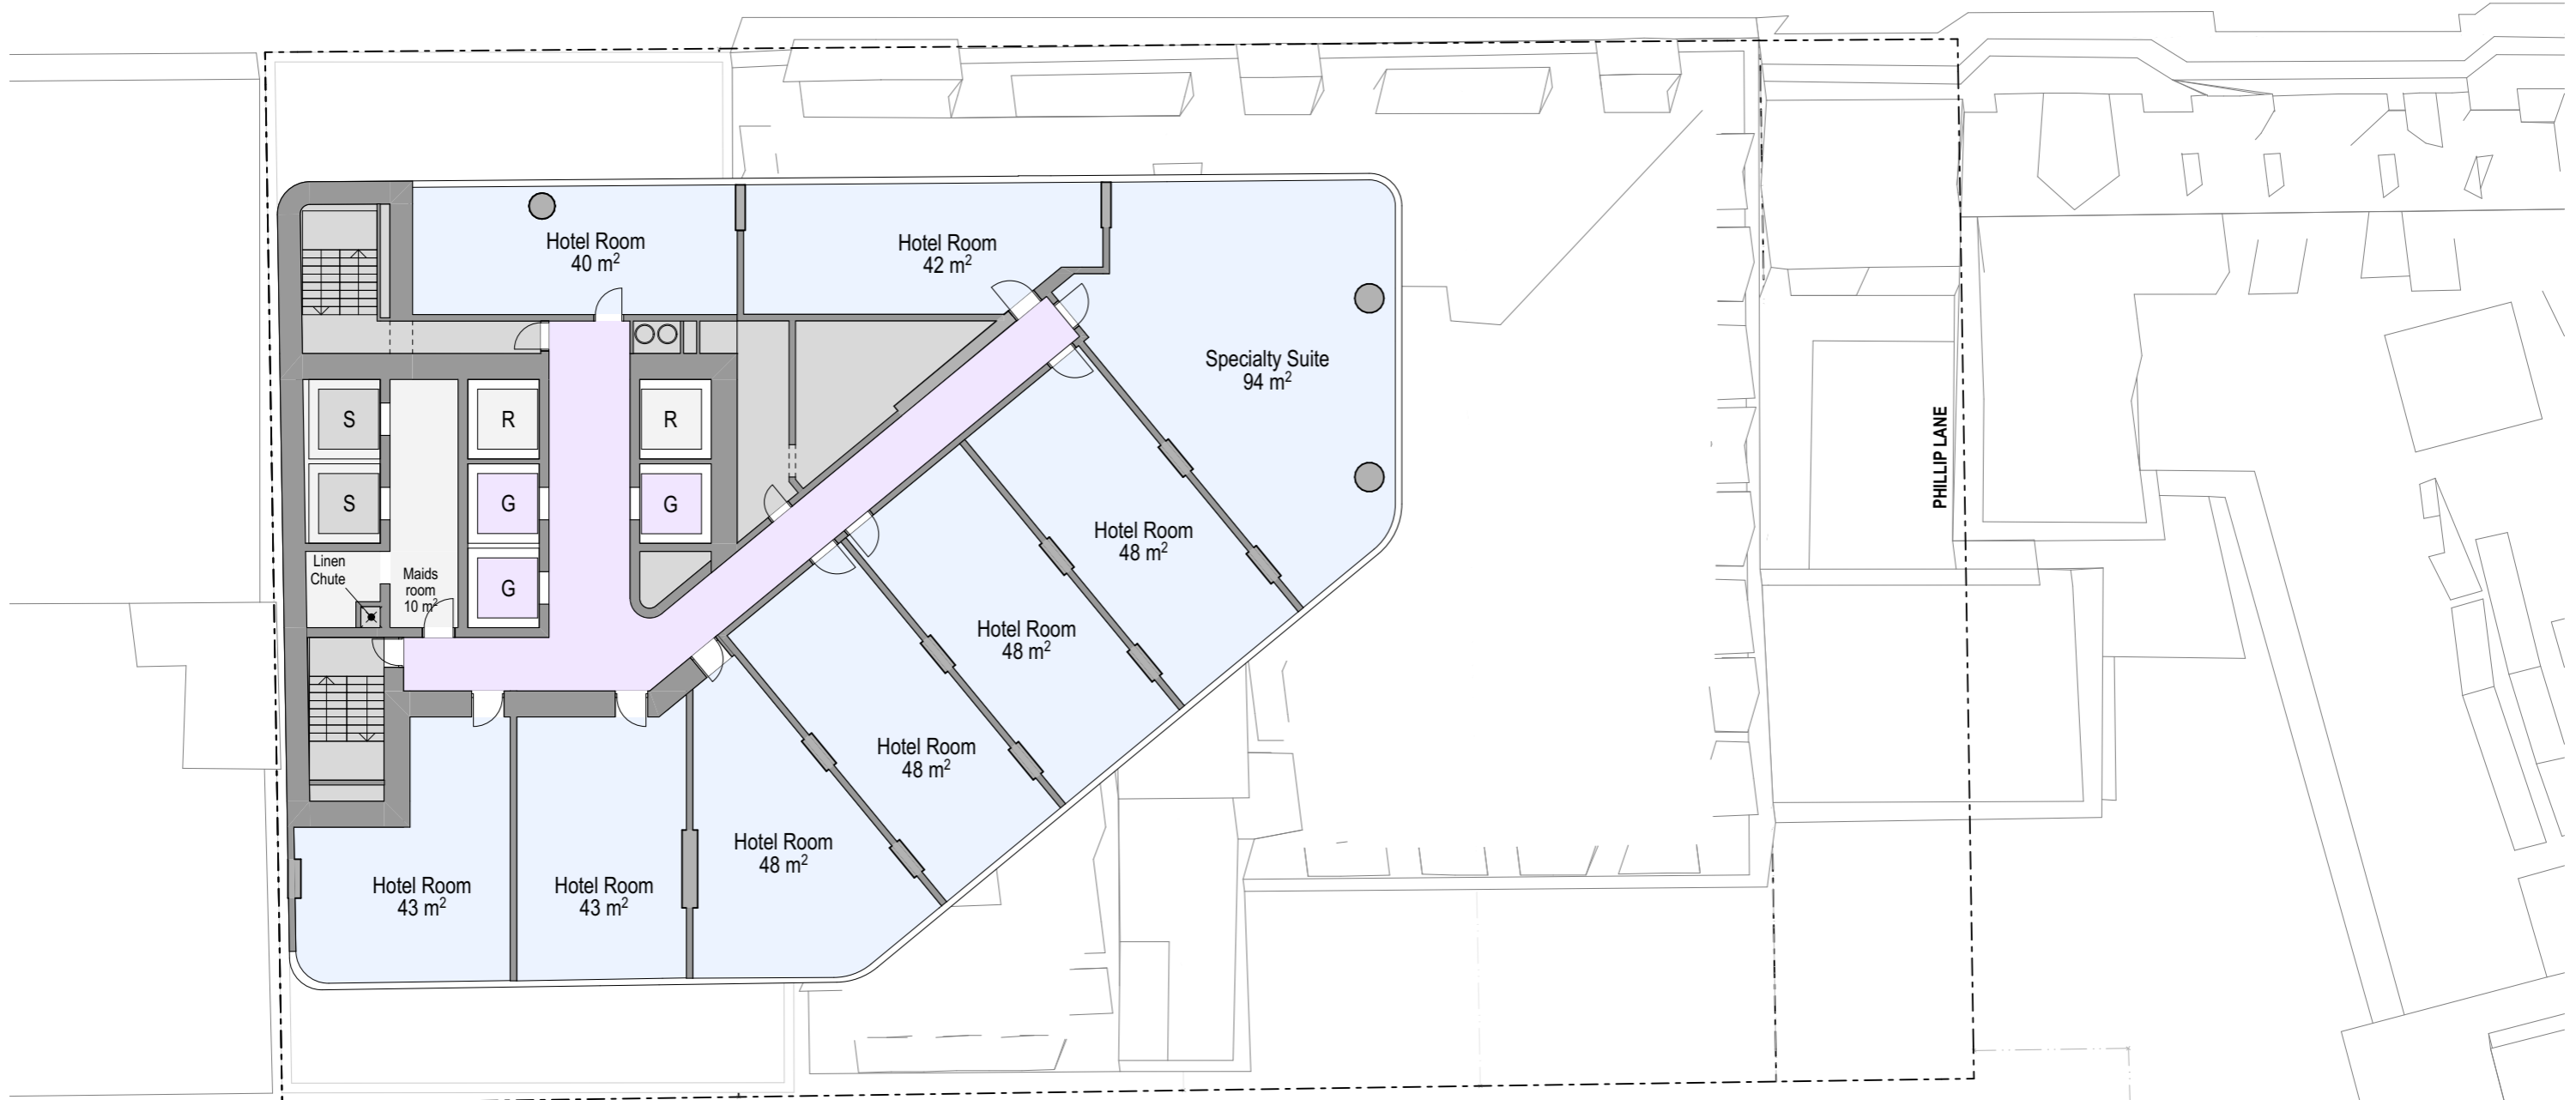 Hotel Room
40 m²
Hotel Room
42 m²
Specialty Suite
94 m²
S
R
R
S
G
G
G
Linen
Chute
Maids
room
10 m²
Hotel Room
48 m²
Hotel Room
48 m²
Hotel Room
48 m²
Hotel Room
48 m²
Hotel Room
43 m²
Hotel Room
43 m²
PHILLIP LANE